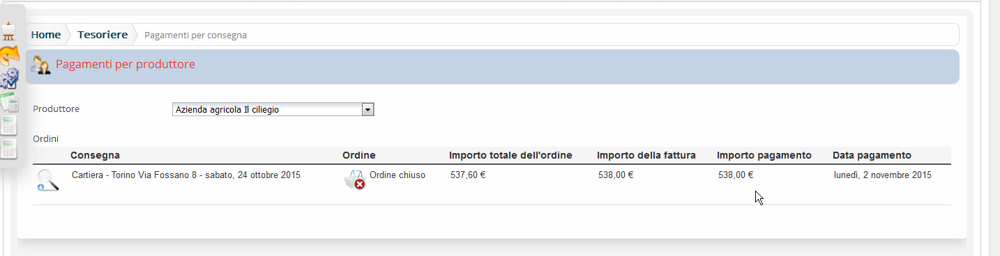 Home Tesoriere Pagamenti per consegna
Pagamenti per produttore
Produttore Azienda agricola Il ciliegio
Ordini
Consegna Ordine Importo totale dell'ordine Importo della fattura Importo pagamento Data pagamento
Cartiera - Torino Via Fossano 8 - sabato, 24 ottobre 2015 Ordine chiuso 537,60 € 538,00 € 538,00 € lunedì, 2 novembre 2015